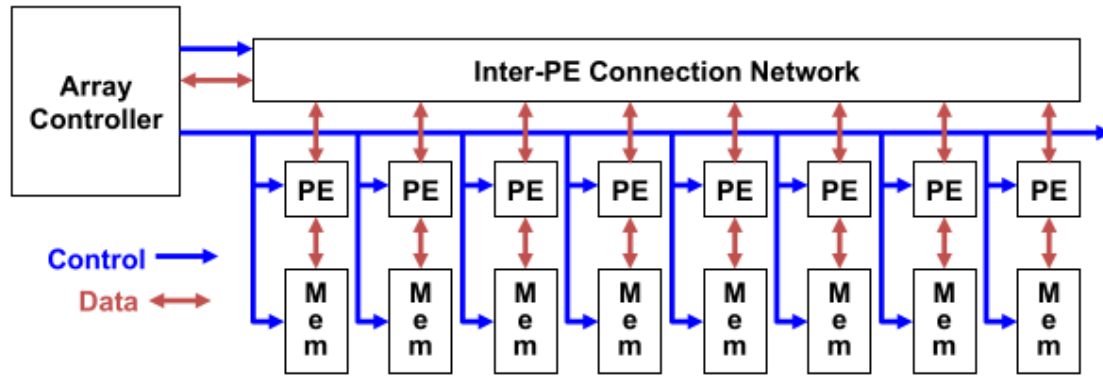 Array
Controller
Inter-PE Connection Network
PE PE PE PE PE PE PE PE
Control
Data
M M M M M M M M
e e e e e e e e
m m m m m m m m